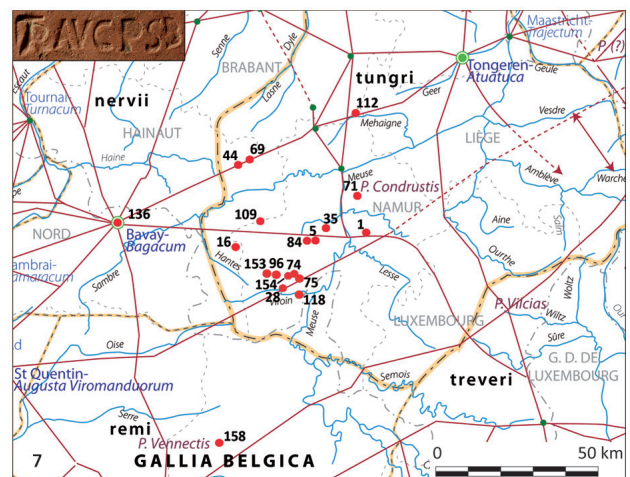 TRAVCRSB
Maastricht-
Trajectum
P. (?)
Senne
Dyle
BRABANT
Lasne
Tongeren-
Atuatuca
tungri
Geule
Geer
Escaut
nervii
Tournai-
Turnacum
112
Mehaigne
Vesdre
HAINAUT
LIÈGE
Haine
44
69
Meuse
Amblève
Warche
71
P. Condrustis
NAMUR
136
109
35
1
Aine
Salm
NORD
Bavay-
Bagacum
16
84
5
Ourthe
Hantes
Lesse
Sambre
153
96
74
154
75
28
Viroin
118
Meuse
P. Vilcias
Woltz
Wiltz
Our
LUXEMBOURG
Sûre
Oise
G. D. DE
LUXEMBOURG
St Quentin-
Augusta Viromanduorum
Semois
treveri
Serre
remi
158
P. Vennectis
7
GALLIA BELGICA
0
50 km